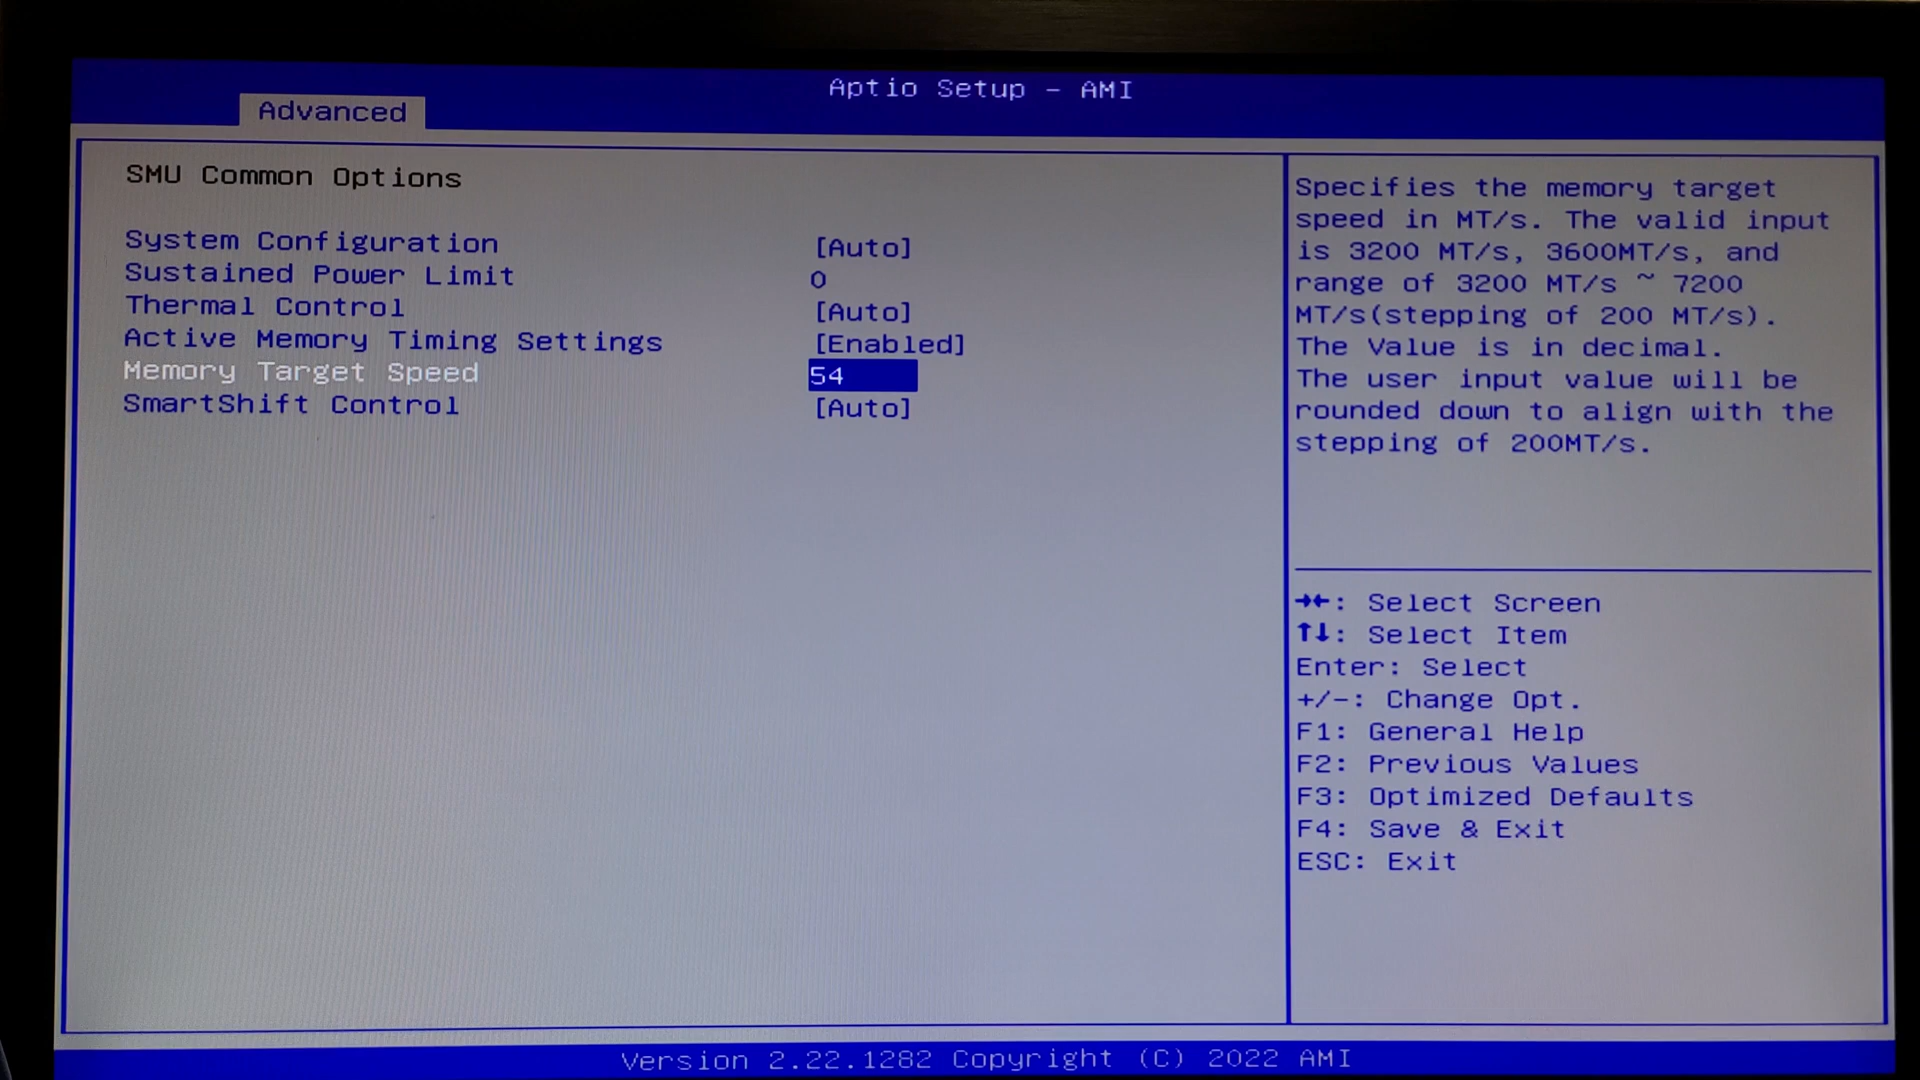 Aptio Setup - AMI
Advanced
SMU Common Options
System Configuration [Auto]
Sustained Power Limit 0
Thermal Control [Auto]
Active Memory Timing Settings [Enabled]
Memory Target Speed 54
SmartShift Control [Auto]
Specifies the memory target
speed in MT/s. The valid input
is 3200 MT/s, 3600MT/s, and
range of 3200 MT/s ~ 7200
MT/s(stepping of 200 MT/s).
The Value is in decimal.
The user input value will be
rounded down to align with the
stepping of 200MT/s.
→←: Select Screen
↑↓: Select Item
Enter: Select
+/-: Change Opt.
F1: General Help
F2: Previous Values
F3: Optimized Defaults
F4: Save & Exit
ESC: Exit
Version 2.22.1282 Copyright (C) 2022 AMI